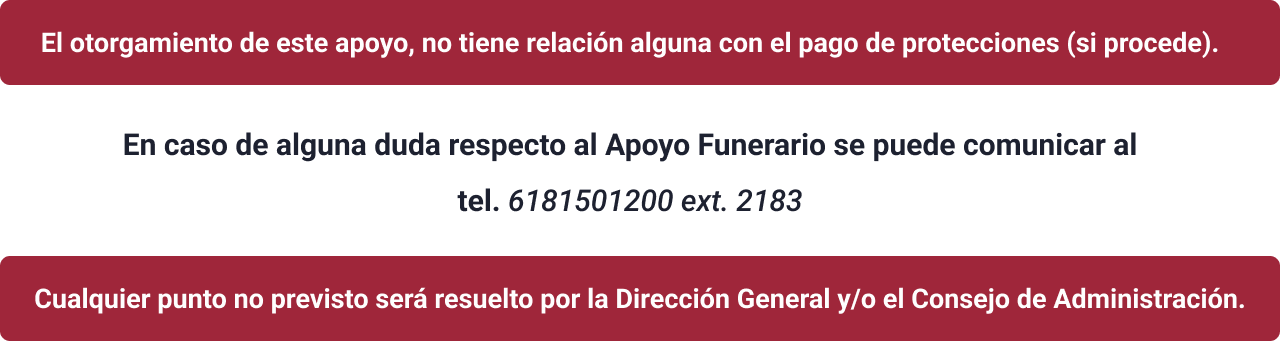 El otorgamiento de este apoyo, no tiene relación alguna con el pago de protecciones (si procede).
En caso de alguna duda respecto al Apoyo Funerario se puede comunicar al
tel. 6181501200 ext. 2183
Cualquier punto no previsto será resuelto por la Dirección General y/o el Consejo de Administración.